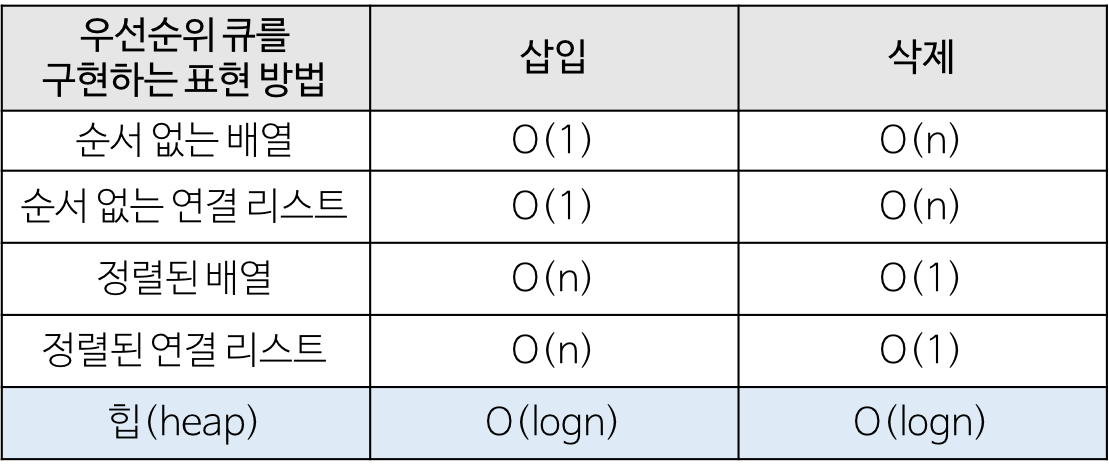 우선순위 큐를
구현하는 표현 방법
삽입
삭제
순서 없는 배열
O(1)
O(n)
순서 없는 연결 리스트
O(1)
O(n)
정렬된 배열
O(n)
O(1)
정렬된 연결 리스트
O(n)
O(1)
힙(heap)
O(logn)
O(logn)